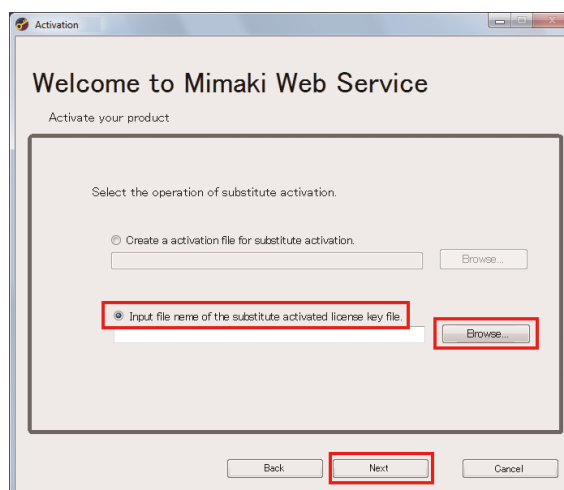 Activation
Welcome to Mimaki Web Service
Activate your product
Select the operation of substitute activation.
Create a activation file for substitute activation.
Browse...
Input file neme of the substitute activated license key file.
Browse...
Back Next Cancel